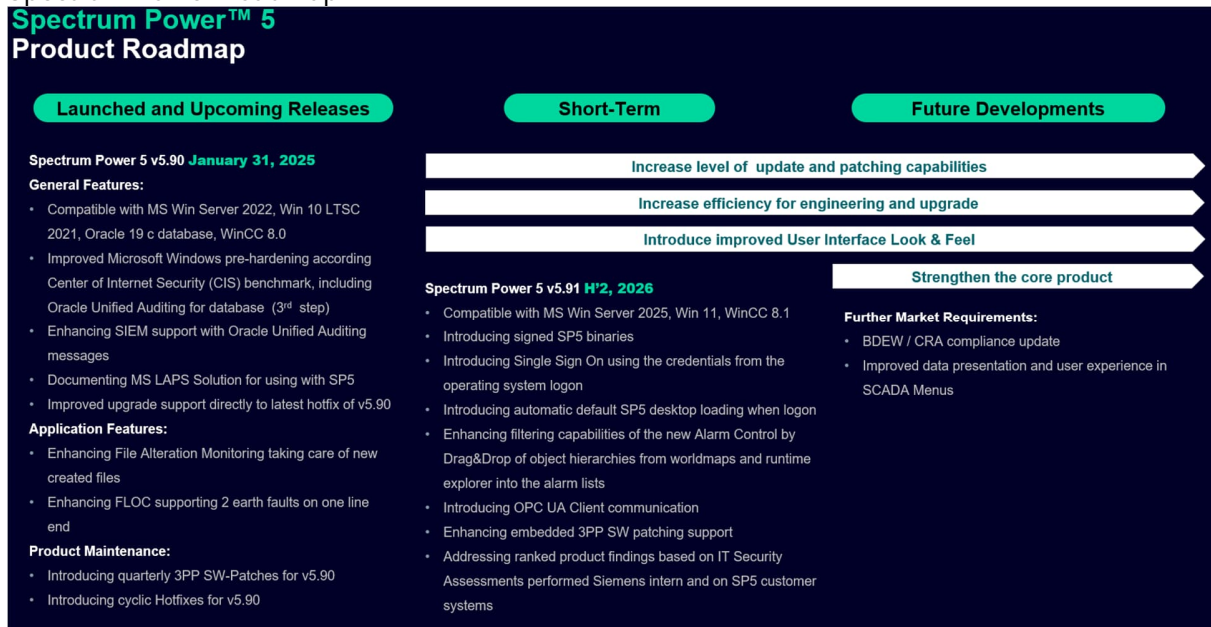 Spectrum Power™ 5
Product Roadmap
Launched and Upcoming Releases
Spectrum Power 5 v5.90 January 31, 2025
General Features:
• Compatible with MS Win Server 2022, Win 10 LTSC
2021, Oracle 19 c database, WinCC 8.0
• Improved Microsoft Windows pre-hardening according
Center of Internet Security (CIS) benchmark, including
Oracle Unified Auditing for database (3rd step)
• Enhancing SIEM support with Oracle Unified Auditing
messages
• Documenting MS LAPS Solution for using with SP5
• Improved upgrade support directly to latest hotfix of v5.90
Application Features:
• Enhancing File Alteration Monitoring taking care of new
created files
• Enhancing FLOC supporting 2 earth faults on one line
end
Product Maintenance:
• Introducing quarterly 3PP SW-Patches for v5.90
• Introducing cyclic Hotfixes for v5.90
Short-Term
Future Developments
Increase level of update and patching capabilities
Increase efficiency for engineering and upgrade
Introduce improved User Interface Look & Feel
Strengthen the core product
Spectrum Power 5 v5.91 H'2, 2026
• Compatible with MS Win Server 2025, Win 11, WinCC 8.1
• Introducing signed SP5 binaries
• Introducing Single Sign On using the credentials from the
operating system logon
• Introducing automatic default SP5 desktop loading when logon
• Enhancing filtering capabilities of the new Alarm Control by
Drag&Drop of object hierarchies from worldmaps and runtime
explorer into the alarm lists
• Introducing OPC UA Client communication
• Enhancing embedded 3PP SW patching support
• Addressing ranked product findings based on IT Security
Assessments performed Siemens intern and on SP5 customer
systems
Further Market Requirements:
• BDEW / CRA compliance update
• Improved data presentation and user experience in
SCADA Menus